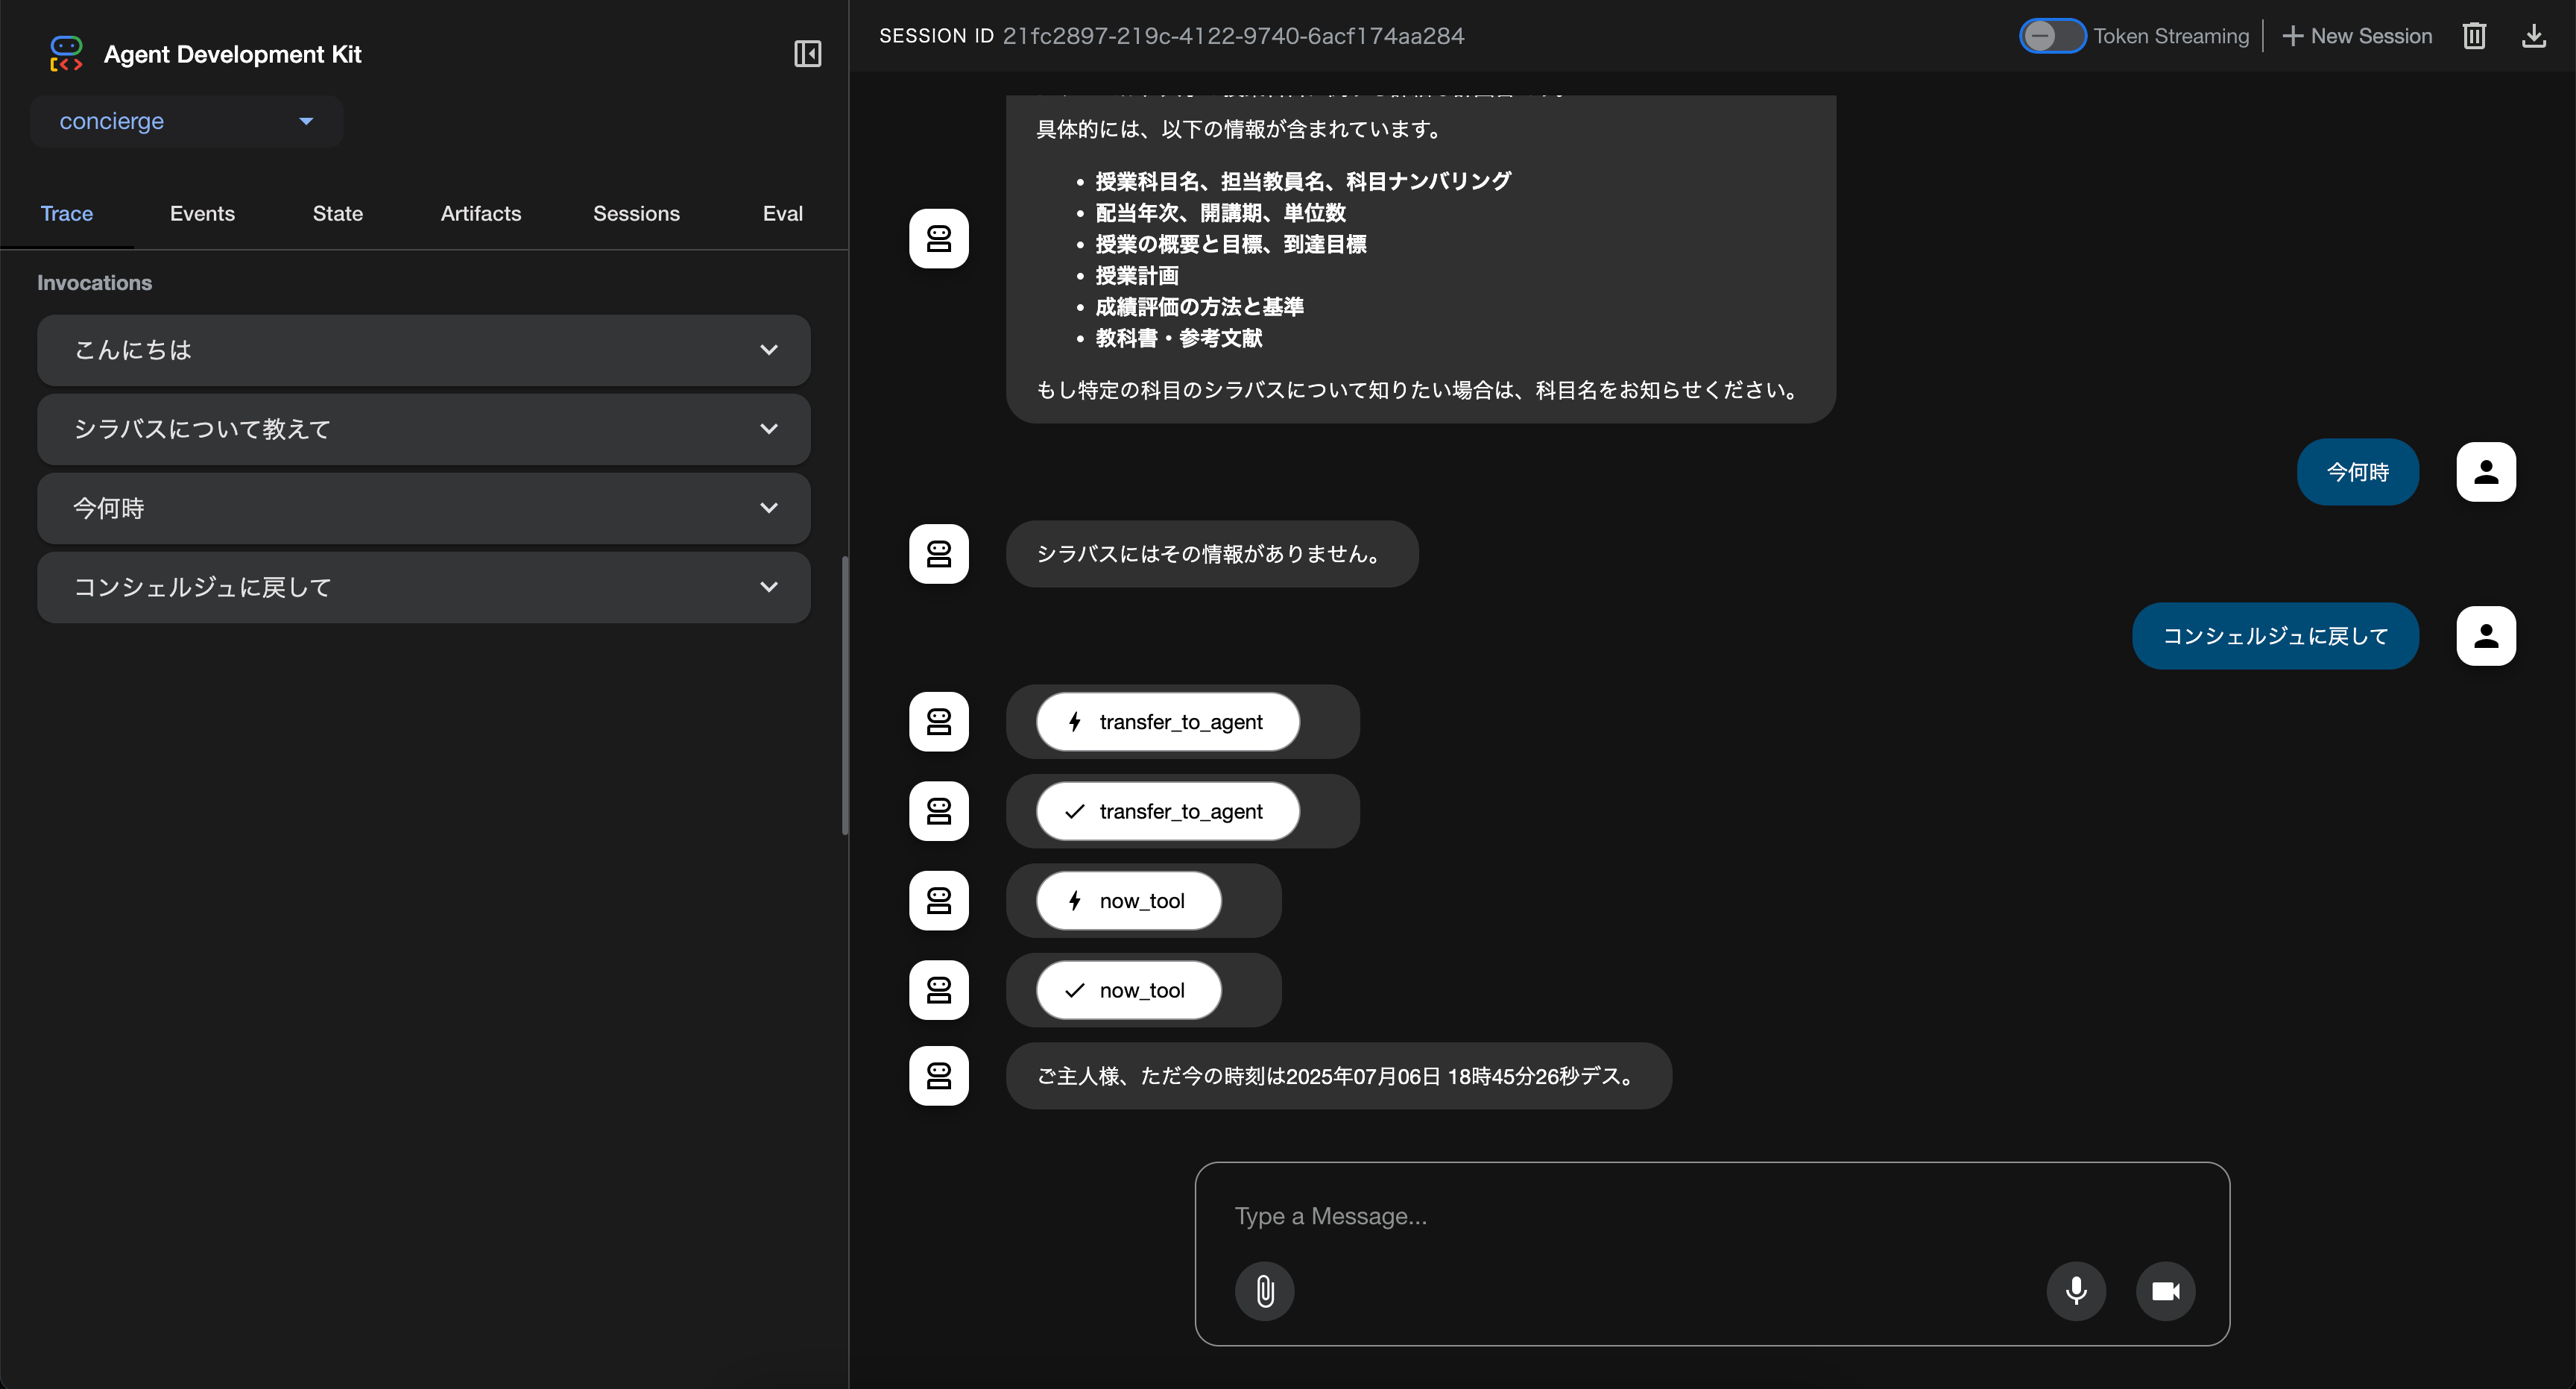 Agent Development Kit
concierge
Trace
Events
State
Artifacts
Sessions
Eval
Invocations
こんにちは
シラバスについて教えて
今何時
コンシェルジュに戻して
SESSION ID 21fc2897-219c-4122-9740-6acf174aa284
Token Streaming
New Session
具体的には、以下の情報が含まれています。
授業科目名、担当教員名、科目ナンバリング
配当年次、開講期、単位数
授業の概要と目標、到達目標
授業計画
成績評価の方法と基準
教科書・参考文献
もし特定の科目のシラバスについて知りたい場合は、科目名をお知らせください。
今何時
シラバスにはその情報がありません。
コンシェルジュに戻して
transfer_to_agent
transfer_to_agent
now_tool
now_tool
ご主人様、ただ今の時刻は2025年07月06日 18時45分26秒デス。
Type a Message...